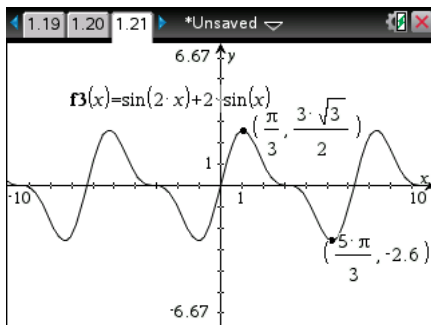 1.19 1.20 1.21 *Unsaved
6.67 y
f3(x)=sin(2·x)+2·sin(x)
(π/3, 3·√3/2)
1
x
-10 1 10
(5·π/3, -2.6)
-6.67